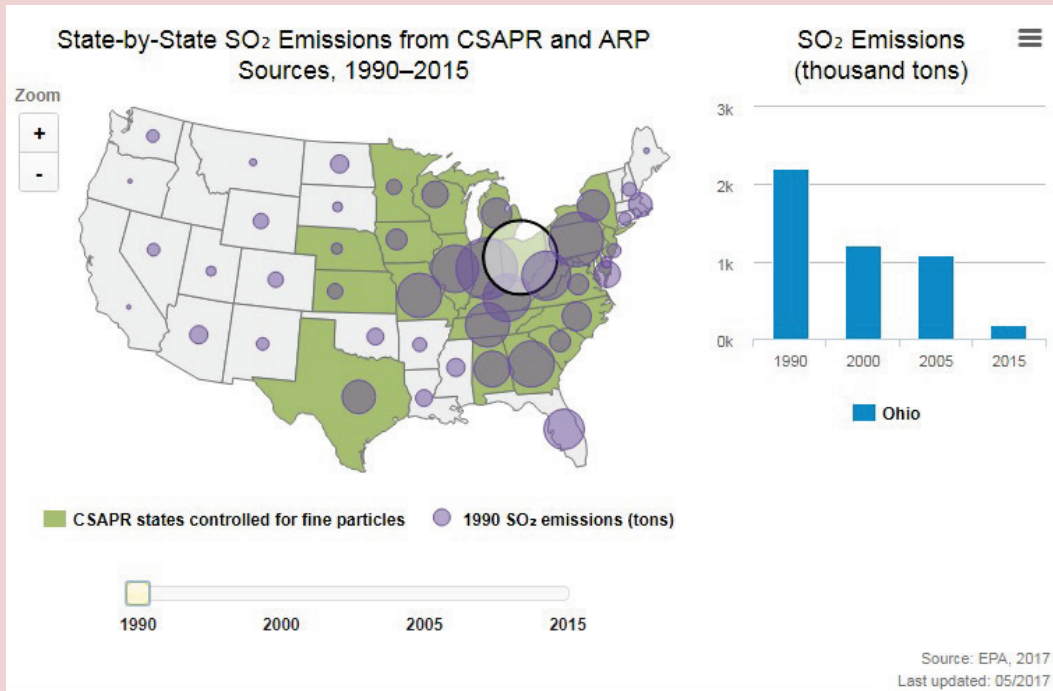 State-by-State SO₂ Emissions from CSAPR and ARP
Sources, 1990–2015
Zoom
+
-
CSAPR states controlled for fine particles
1990 SO₂ emissions (tons)
1990
2000
2005
2015
SO₂ Emissions
(thousand tons)
3k
2k
1k
0k
1990
2000
2005
2015
Ohio
Source: EPA, 2017
Last updated: 05/2017